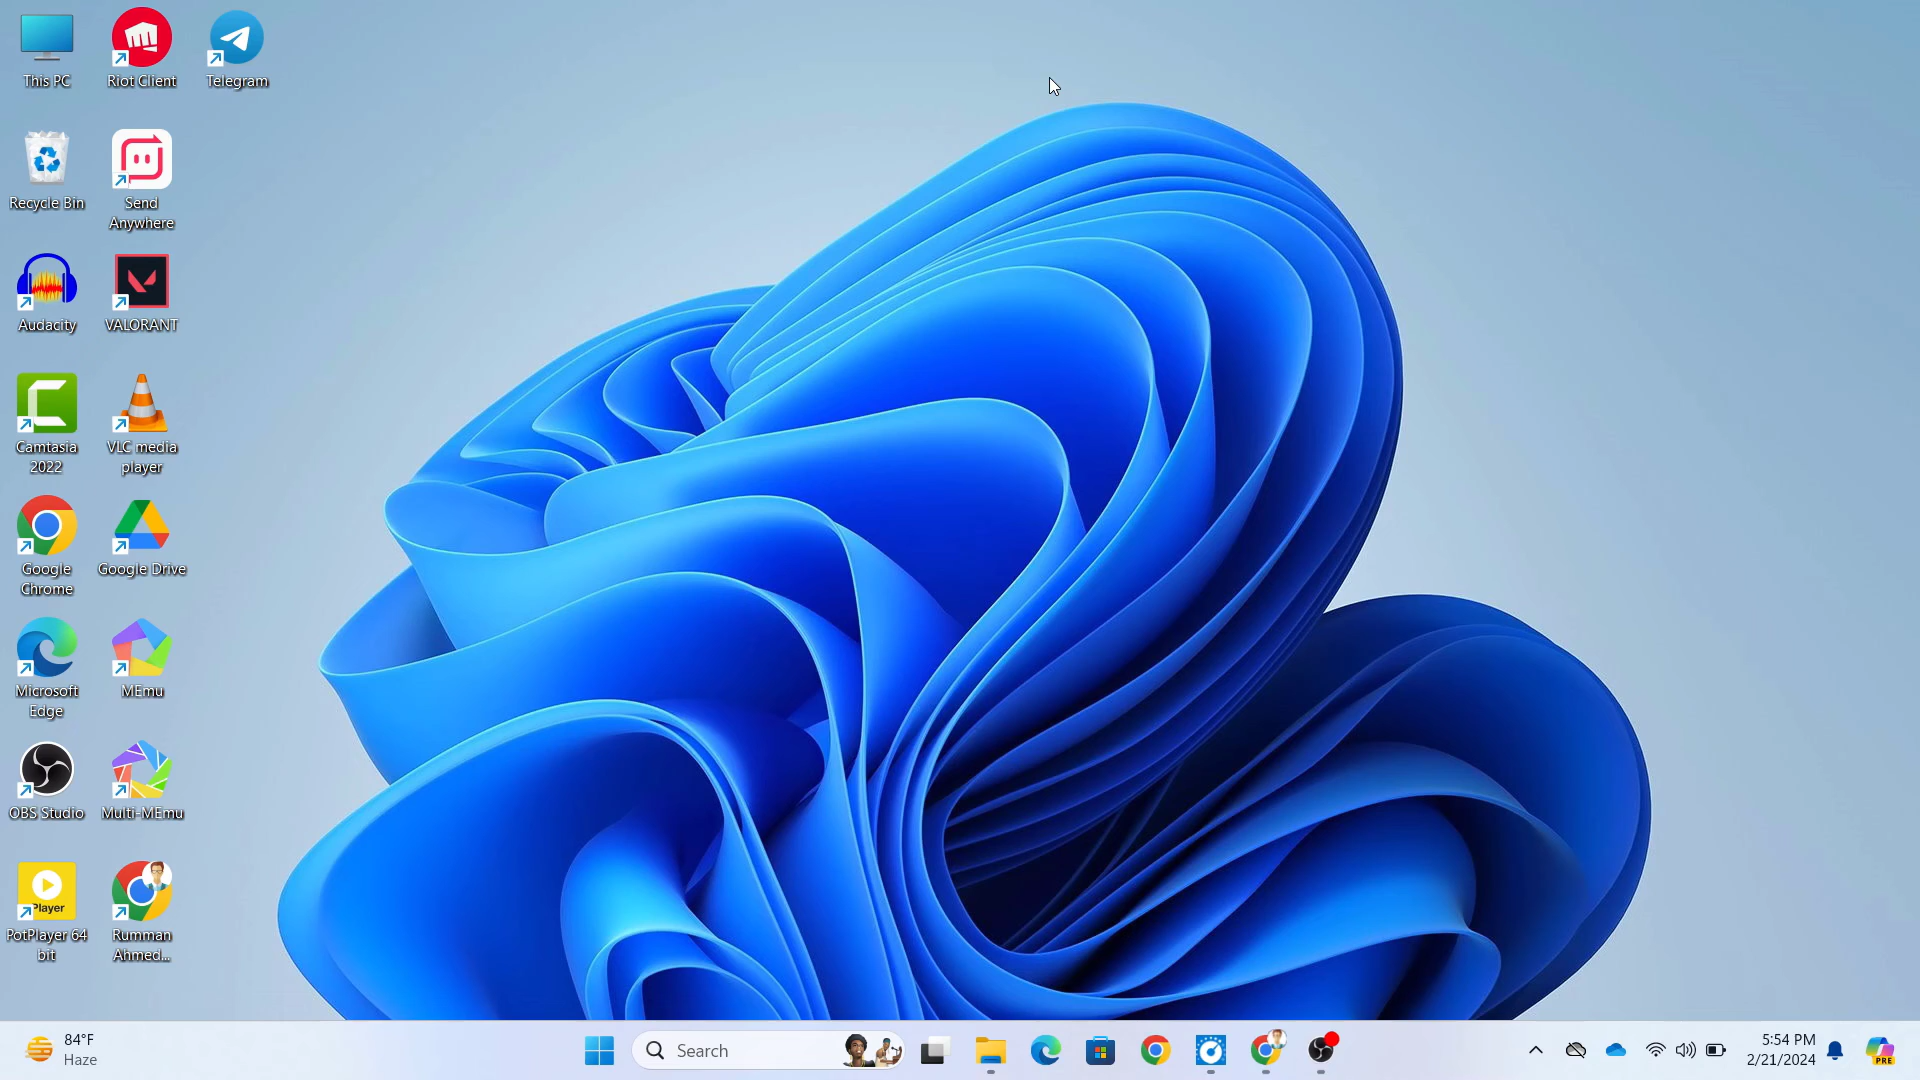 This PC
Riot Client
Telegram
Recycle Bin
Send
Anywhere
Audacity
VALORANT
Camtasia
2022
VLC media
player
Google
Chrome
Google Drive
Microsoft
Edge
MEmu
OBS Studio
Multi-MEmu
Player
PotPlayer 64
bit
Rumman
Ahmed...
84°F
Haze
Search
5:54 PM
2/21/2024
PRE